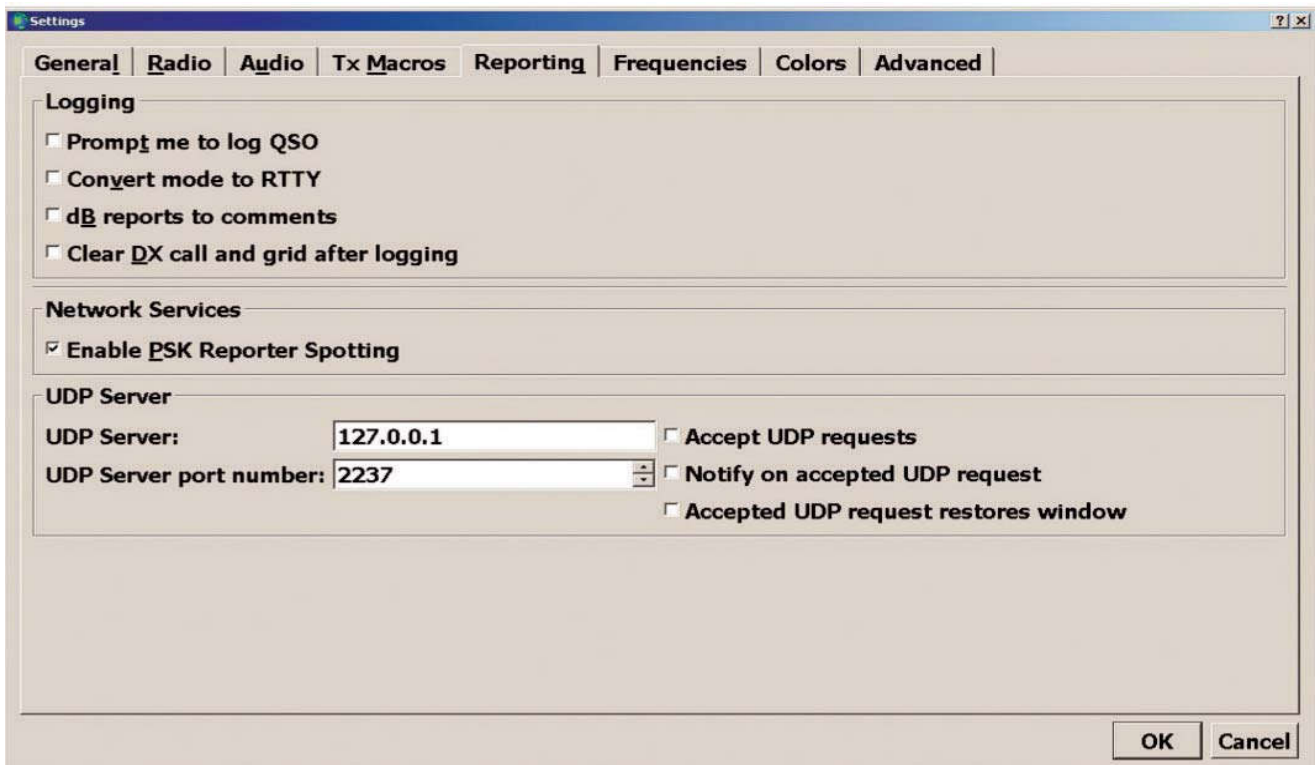 Settings
General Radio Audio Tx Macros Reporting Frequencies Colors Advanced
Logging
Prompt me to log QSO
Convert mode to RTTY
dB reports to comments
Clear DX call and grid after logging
Network Services
Enable PSK Reporter Spotting
UDP Server
UDP Server: 127.0.0.1 Accept UDP requests
UDP Server port number: 2237 Notify on accepted UDP request
Accepted UDP request restores window
OK Cancel